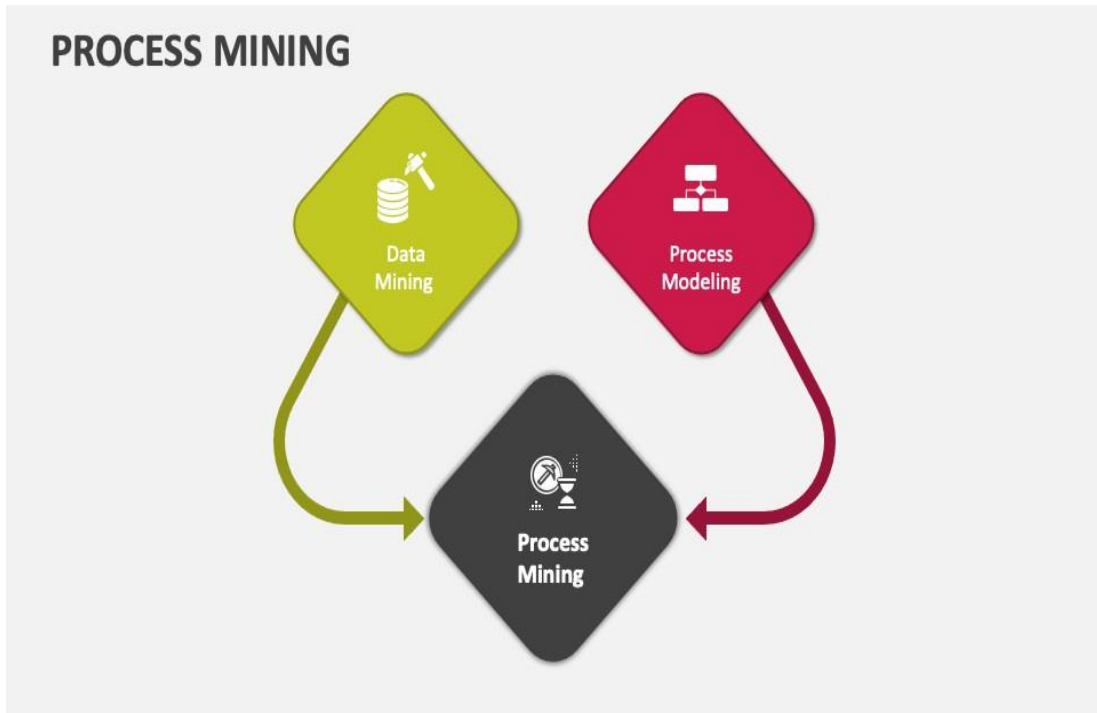 PROCESS MINING
Data
Mining
Process
Modeling
Process
Mining